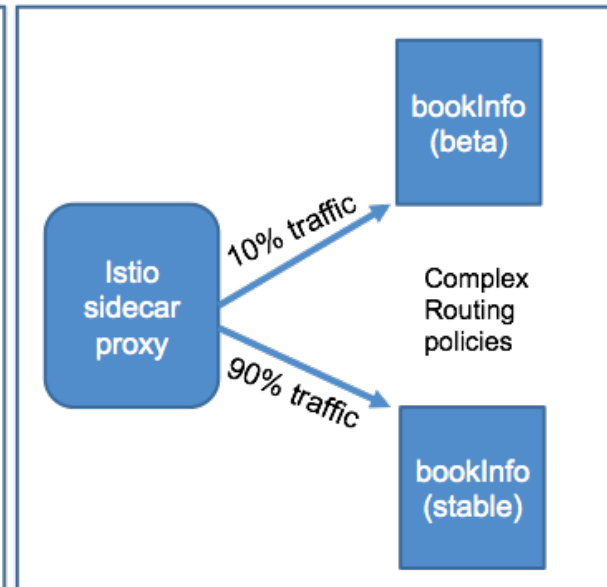 bookInfo
(beta)
10% traffic
Istio
sidecar
proxy
Complex
Routing
policies
90% traffic
bookInfo
(stable)